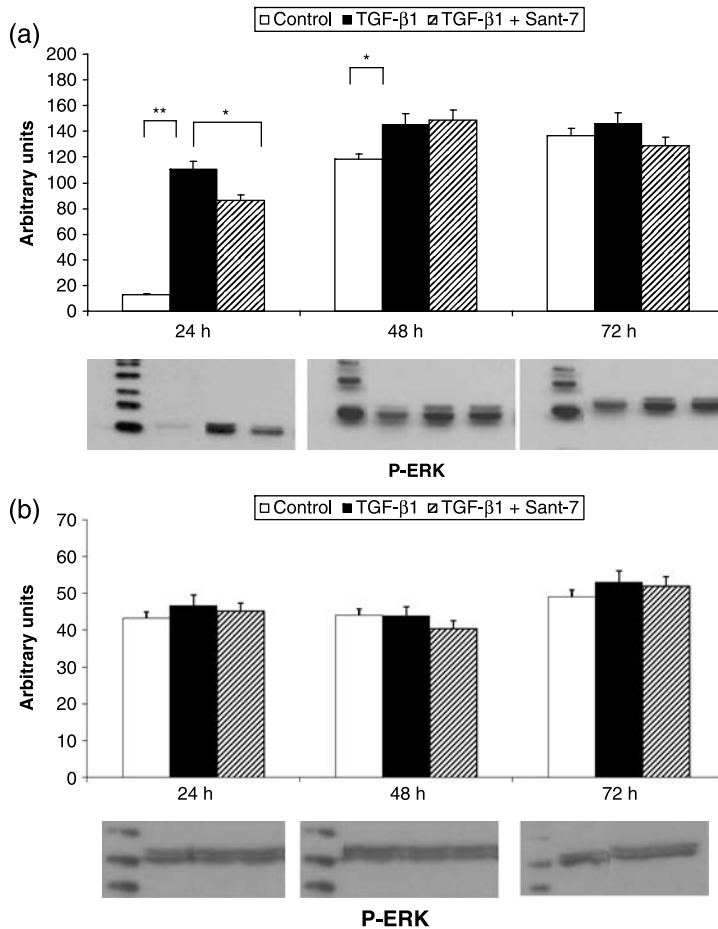 (a)
Control TGF-β1 TGF-β1 + Sant-7
Arbitrary units
200
180
160
140
120
100
80
60
40
20
0
**
*
*
24 h 48 h 72 h
P-ERK
(b)
Control TGF-β1 TGF-β1 + Sant-7
Arbitrary units
70
60
50
40
30
20
10
0
24 h 48 h 72 h
P-ERK